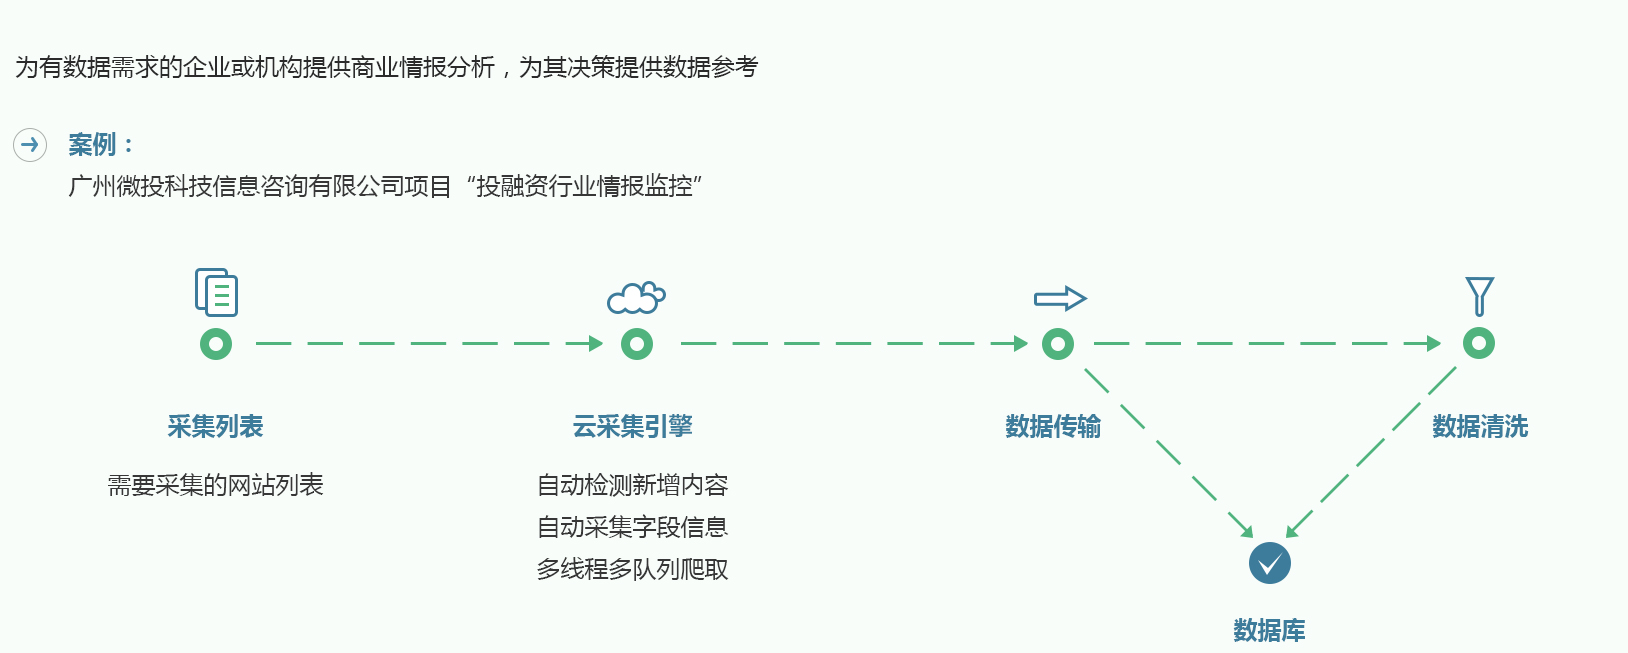 为有数据需求的企业或机构提供商业情报分析，为其决策提供数据参考
案例：
广州微投科技信息咨询有限公司项目“投融资行业情报监控”
采集列表
需要采集的网站列表
云采集引擎
自动检测新增内容
自动采集字段信息
多线程多队列爬取
数据传输
数据清洗
数据库